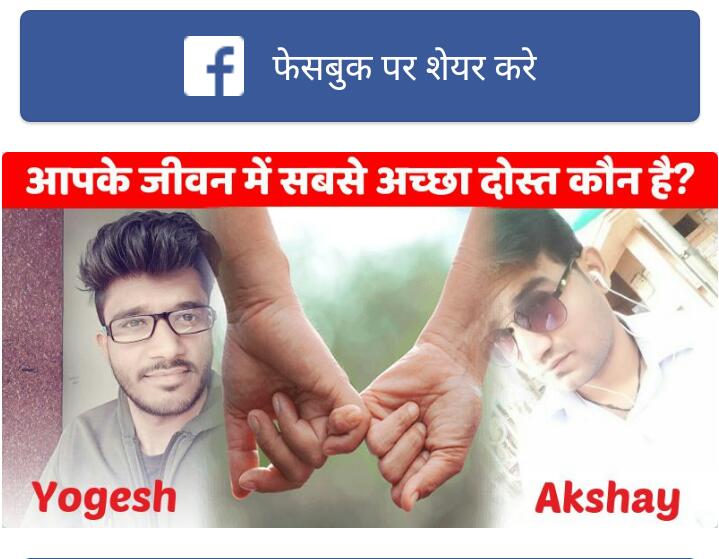 फेसबुक पर शेयर करे
आपके जीवन में सबसे अच्छा दोस्त कौन है?
Yogesh
Akshay